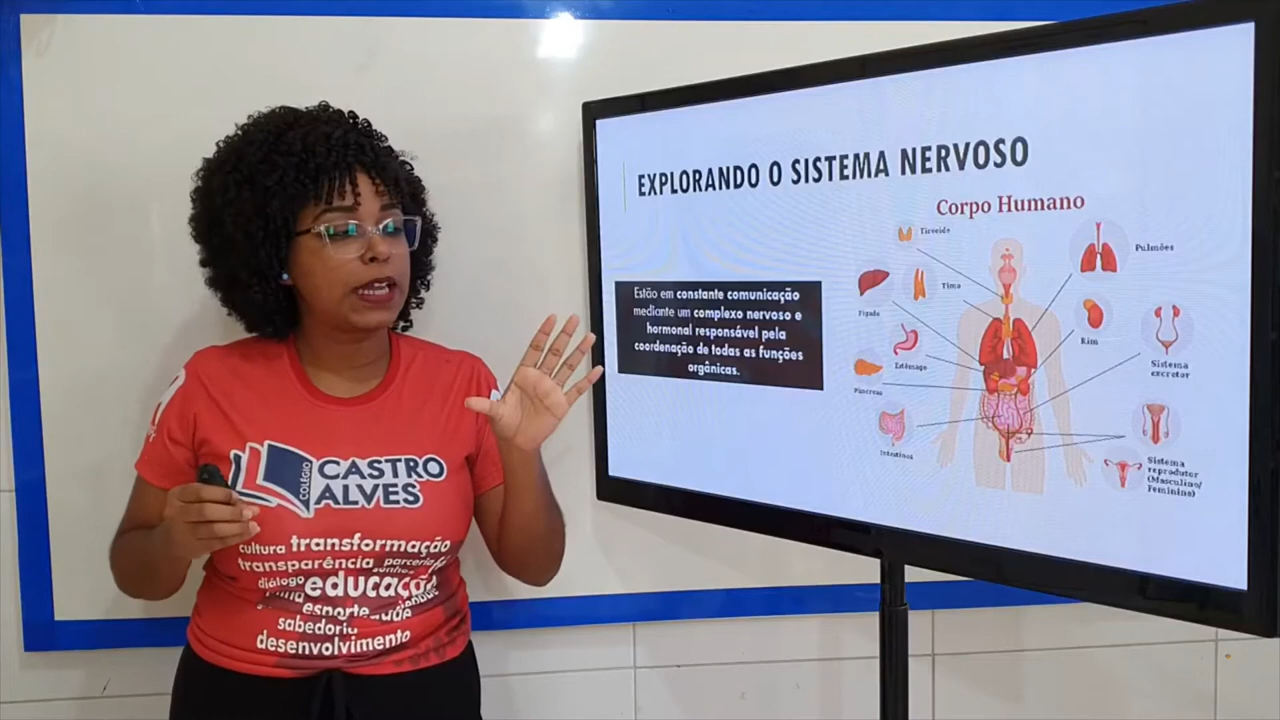 EXPLORANDO O SISTEMA NERVOSO
Corpo Humano
Tireoide
Pulmões
Timo
Fígado
Rim
Estômago
Sistema
excretor
Pâncreas
Intestinos
Sistema
reprodutor
(Masculino/
Feminino)
Estão em constante comunicação
mediante um complexo nervoso e
hormonal responsável pela
coordenação de todas as funções
orgânicas.
COLÉGIO
CASTRO
ALVES
cultura transformação
transparência parceria
diálogo educação
esporte
sabedoria
desenvolvimento